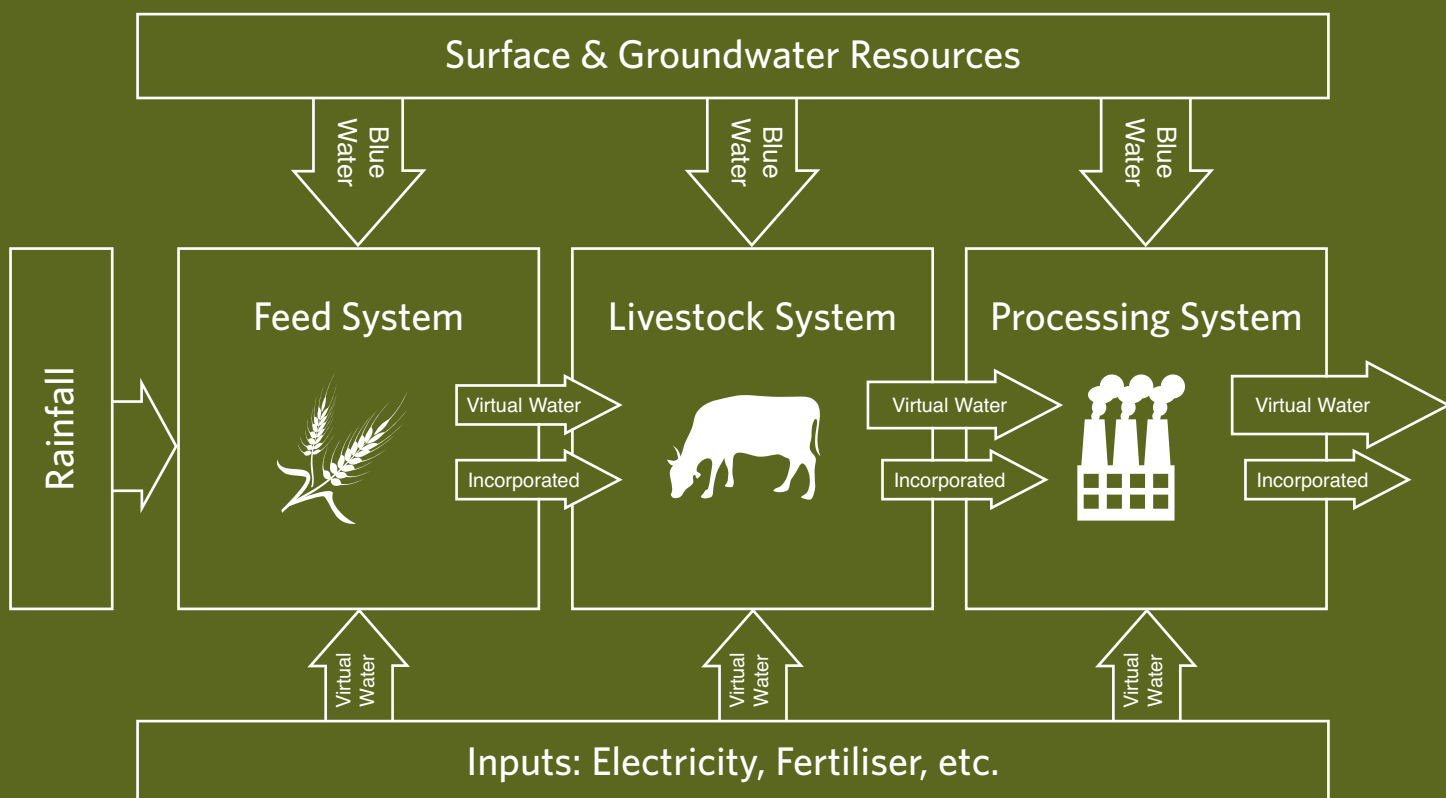 Surface & Groundwater Resources
Blue
Water
Blue
Water
Blue
Water
Rainfall
Feed System
Livestock System
Processing System
Virtual Water
Virtual Water
Virtual Water
Incorporated
Incorporated
Incorporated
Virtual
Water
Virtual
Water
Virtual
Water
Inputs: Electricity, Fertiliser, etc.